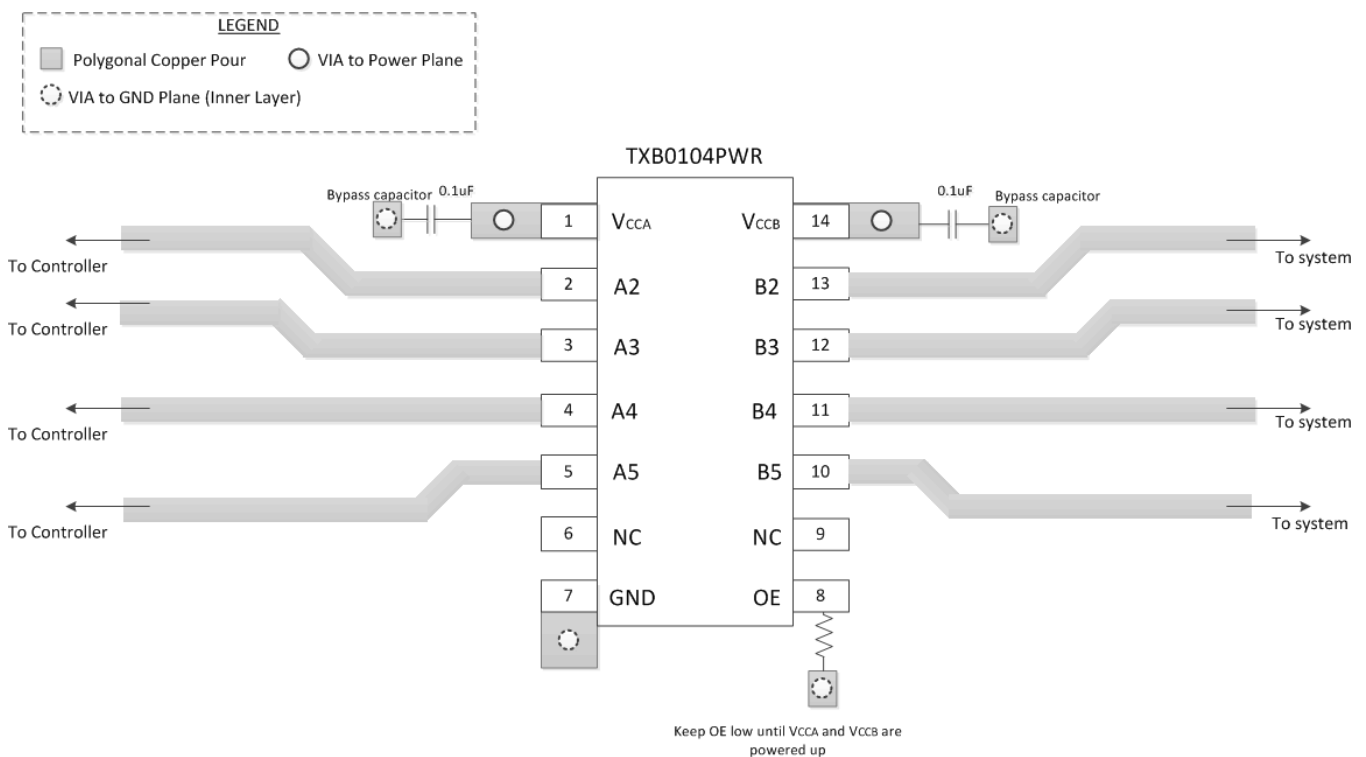 LEGEND
Polygonal Copper Pour
VIA to Power Plane
VIA to GND Plane (Inner Layer)
TXB0104PWR
Bypass capacitor
0.1uF
0.1uF
Bypass capacitor
1
VCCA
VCCB
14
To Controller
To system
2
A2
B2
13
To Controller
To system
3
A3
B3
12
4
A4
B4
11
To Controller
To system
5
A5
B5
10
To Controller
To system
6
NC
NC
9
7
GND
OE
8
Keep OE low until VCCA and VCCB are
powered up